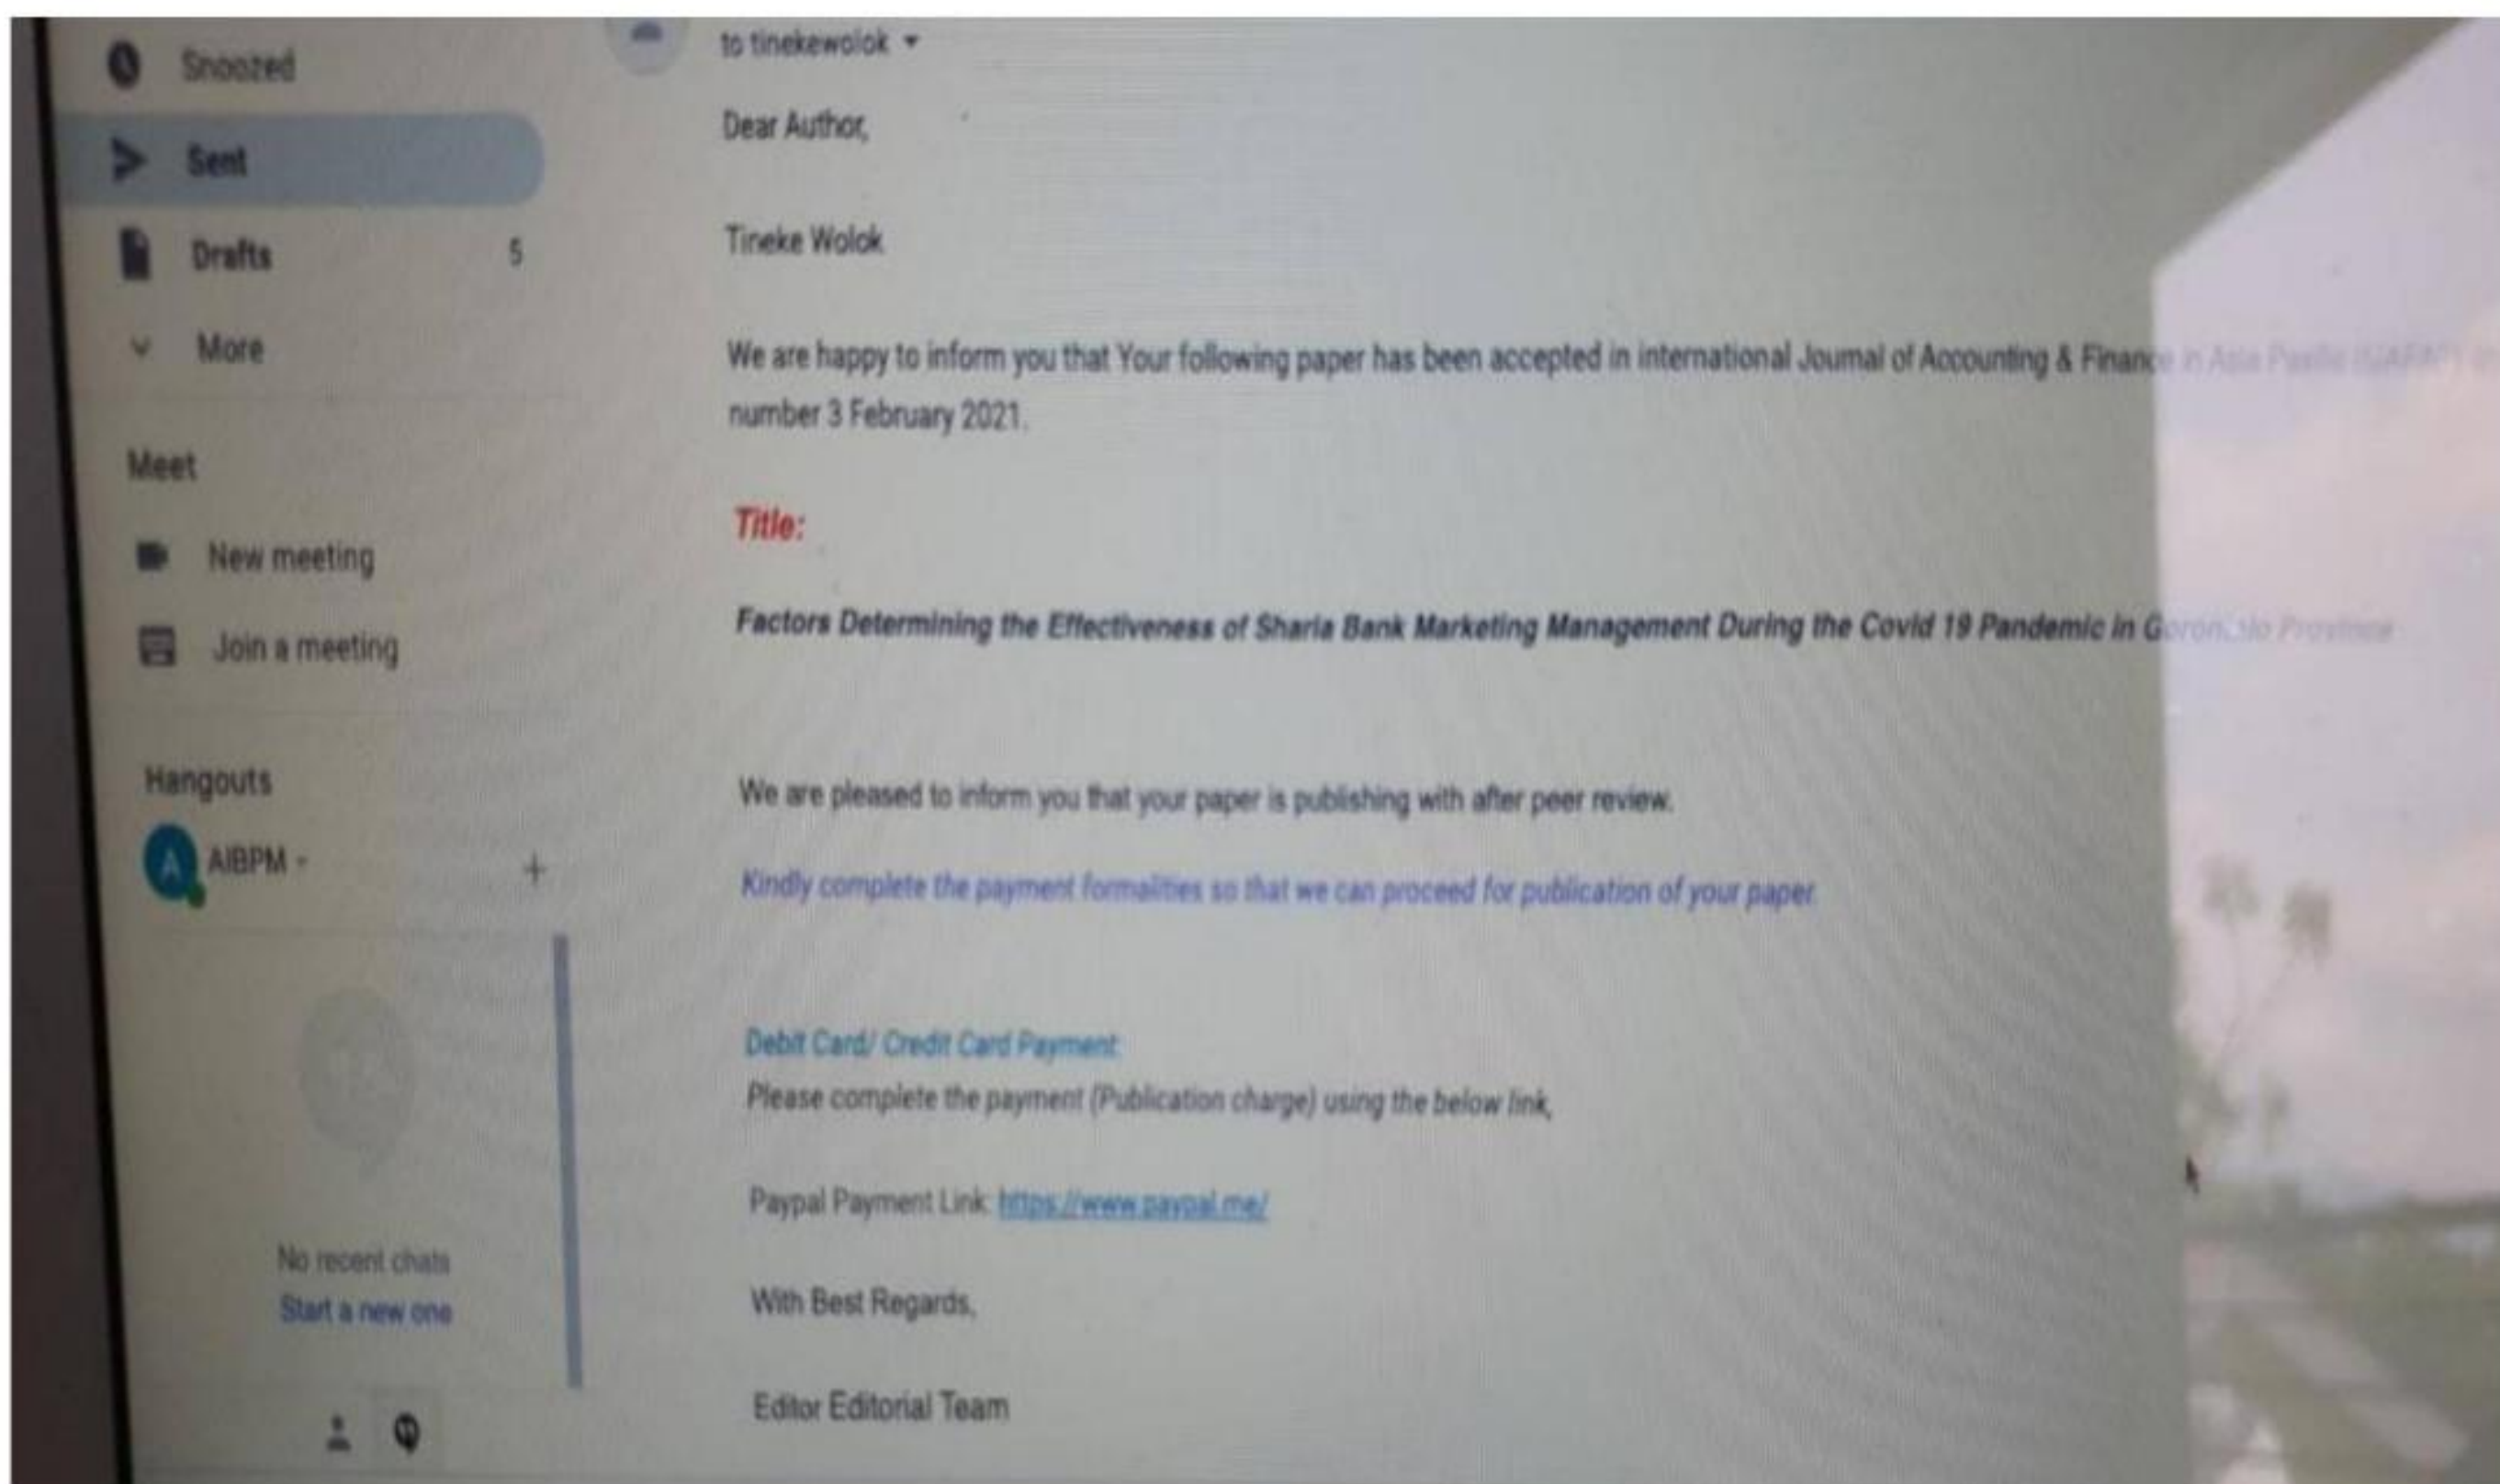 Snoozed
Sent
Drafts 5
More
Meet
New meeting
Join a meeting
Hangouts
A AIBPM
+
No recent chats
Start a new one
to tinekewolok
Dear Author,
Tineke Wolok
We are happy to inform you that Your following paper has been accepted in international Journal of Accounting & Finance in Asia Pasific
number 3 February 2021.
Title:
Factors Determining the Effectiveness of Sharia Bank Marketing Management During the Covid 19 Pandemic in Gorontalo Province
We are pleased to inform you that your paper is publishing with after peer review.
Kindly complete the payment formalities so that we can proceed for publication of your paper.
Debit Card/ Credit Card Payment:
Please complete the payment (Publication charge) using the below link,
Paypal Payment Link: https://www.paypal.me/
With Best Regards,
Editor Editorial Team